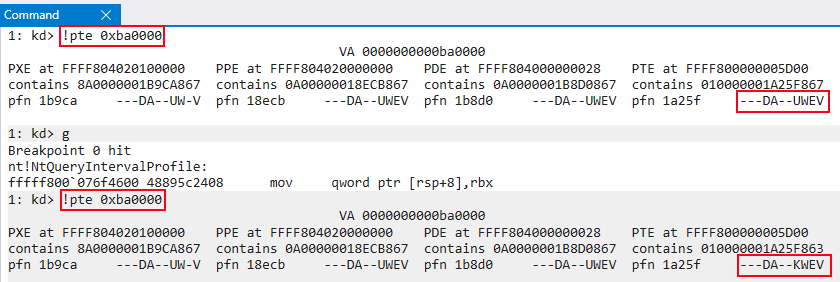 Command X
1: kd> !pte 0xba0000
VA 0000000000ba0000
PXE at FFFF804020100000 PPE at FFFF804020000000 PDE at FFFF804000000028 PTE at FFFF800000005D00
contains 8A0000001B9CA867 contains 0A00000018ECB867 contains 0A0000001B8D0867 contains 010000001A25F867
pfn 1b9ca ---DA--UW-V pfn 18ecb ---DA--UWEV pfn 1b8d0 ---DA--UWEV pfn 1a25f ---DA--UWEV
1: kd> g
Breakpoint 0 hit
nt!NtQueryIntervalProfile:
fffff800`076f4600 48895c2408 mov qword ptr [rsp+8],rbx
1: kd> !pte 0xba0000
VA 0000000000ba0000
PXE at FFFF804020100000 PPE at FFFF804020000000 PDE at FFFF804000000028 PTE at FFFF800000005D00
contains 8A0000001B9CA867 contains 0A00000018ECB867 contains 0A0000001B8D0867 contains 010000001A25F863
pfn 1b9ca ---DA--UW-V pfn 18ecb ---DA--UWEV pfn 1b8d0 ---DA--UWEV pfn 1a25f ---DA--KWEV